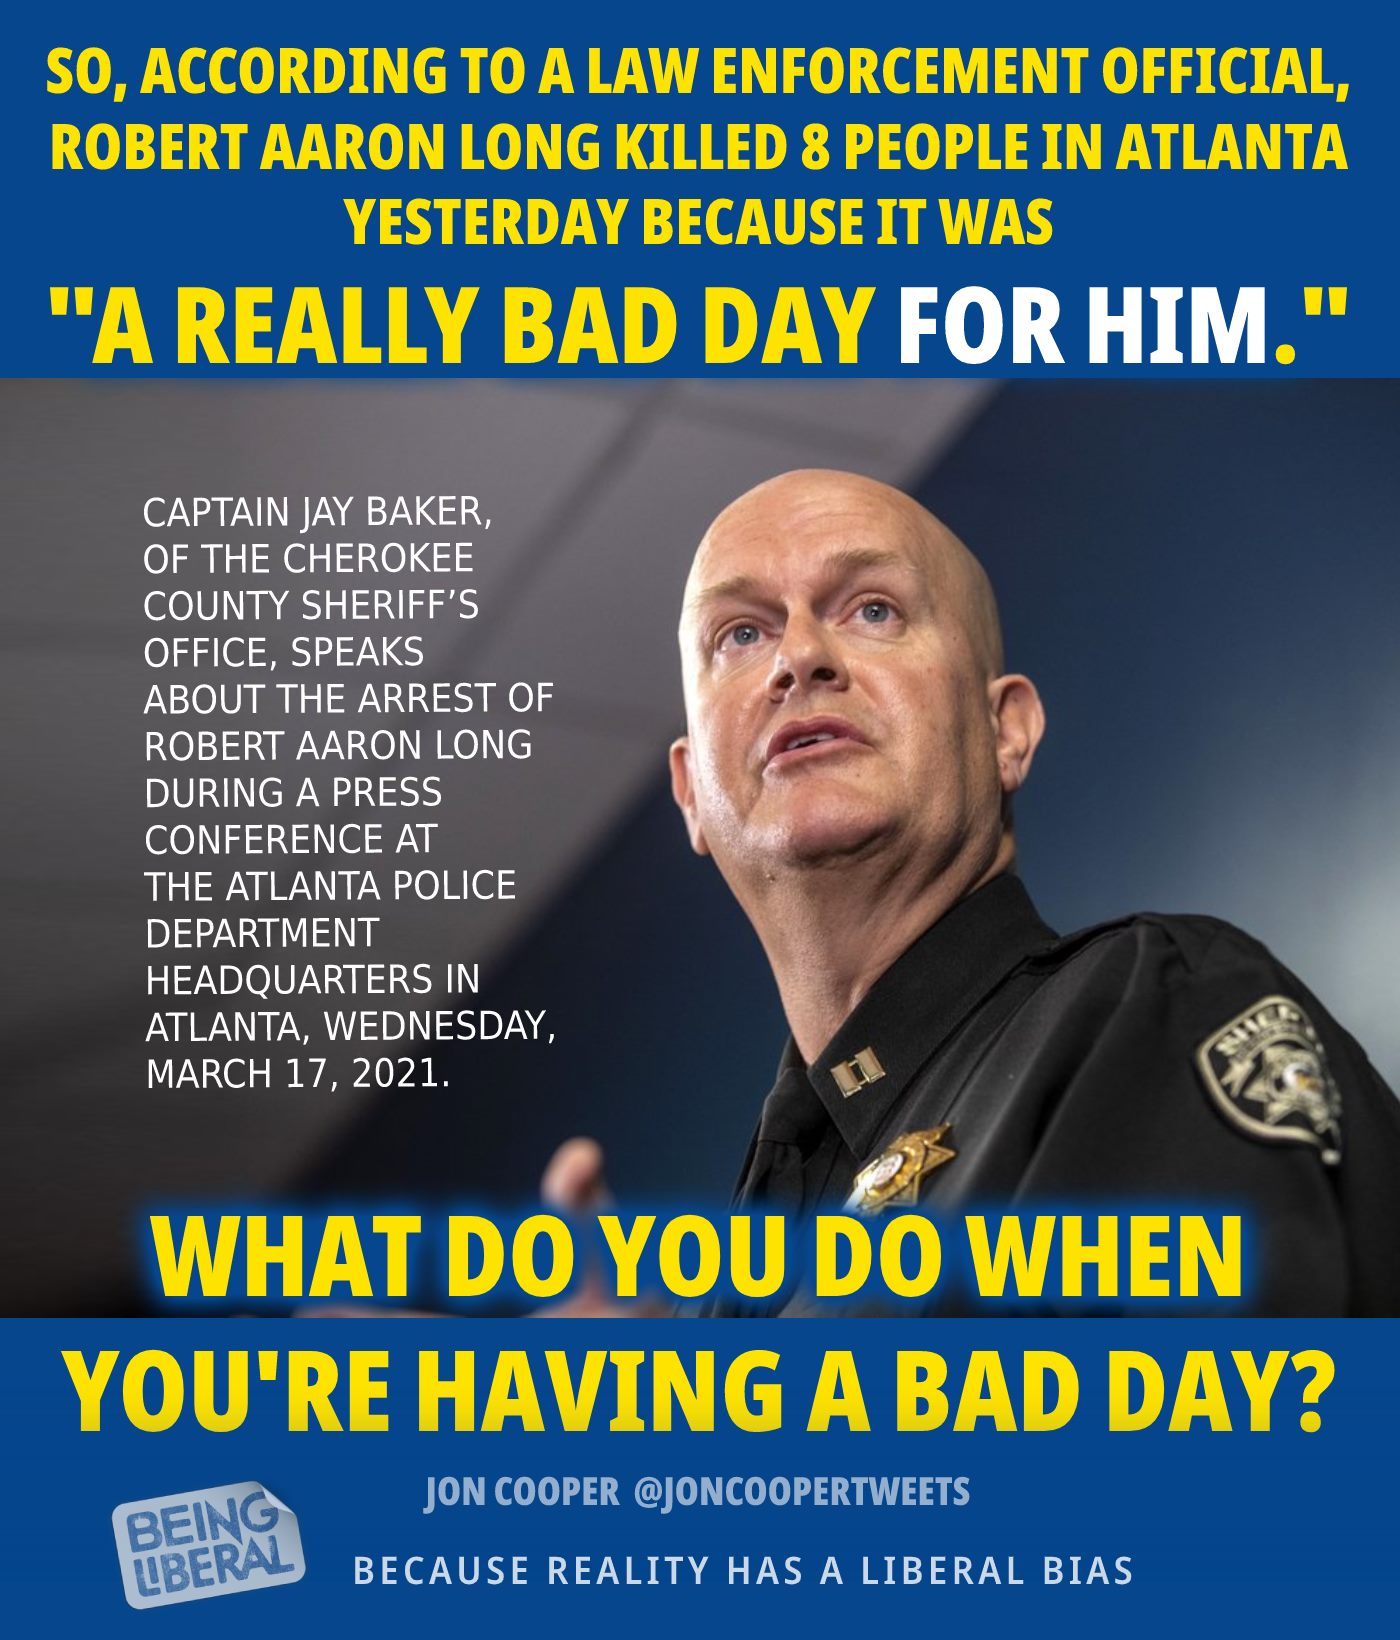 SO, ACCORDING TO A LAW ENFORCEMENT OFFICIAL,
ROBERT AARON LONG KILLED 8 PEOPLE IN ATLANTA
YESTERDAY BECAUSE IT WAS
"A REALLY BAD DAY FOR HIM."
CAPTAIN JAY BAKER,
OF THE CHEROKEE
COUNTY SHERIFF’S
OFFICE, SPEAKS
ABOUT THE ARREST OF
ROBERT AARON LONG
DURING A PRESS
CONFERENCE AT
THE ATLANTA POLICE
DEPARTMENT
HEADQUARTERS IN
ATLANTA, WEDNESDAY,
MARCH 17, 2021.
WHAT DO YOU DO WHEN
YOU'RE HAVING A BAD DAY?
JON COOPER @JONCOOPERTWEETS
BEING
LIBERAL
BECAUSE REALITY HAS A LIBERAL BIAS